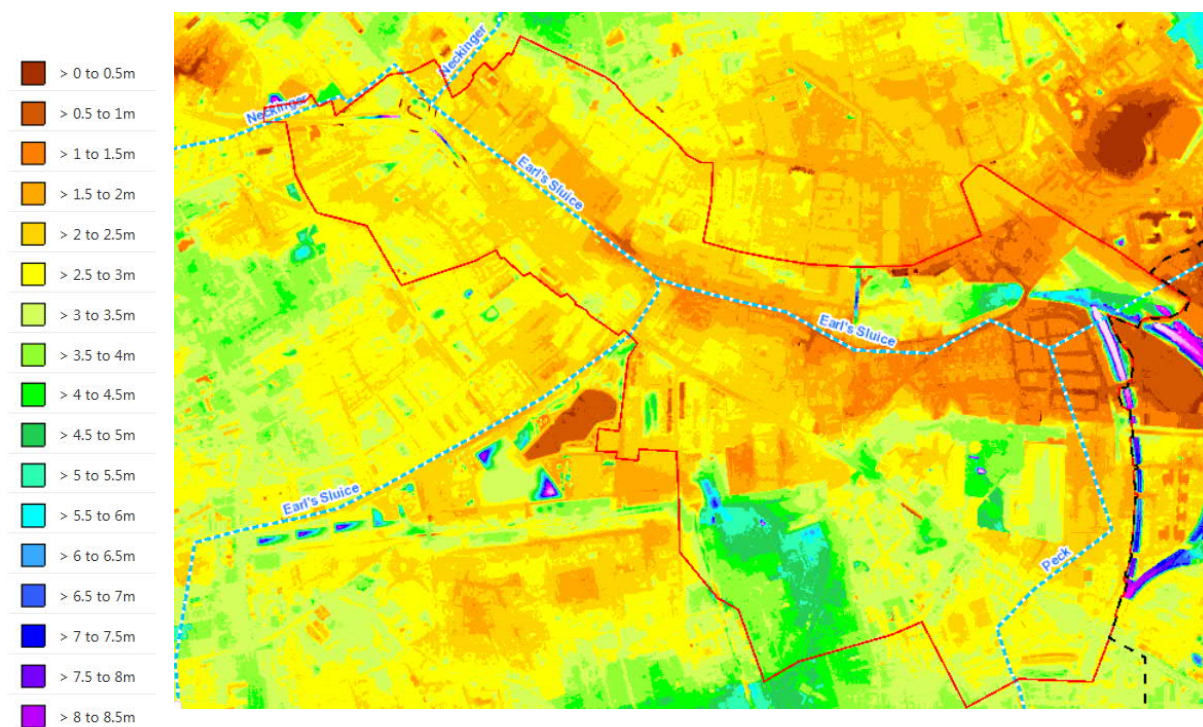 > 0 to 0.5m
> 0.5 to 1m
> 1 to 1.5m
> 1.5 to 2m
> 2 to 2.5m
> 2.5 to 3m
> 3 to 3.5m
> 3.5 to 4m
> 4 to 4.5m
> 4.5 to 5m
> 5 to 5.5m
> 5.5 to 6m
> 6 to 6.5m
> 6.5 to 7m
> 7 to 7.5m
> 7.5 to 8m
> 8 to 8.5m
Neckinger
Neckinger
Earl's Sluice
Earl's Sluice
Earl's Sluice
Peck